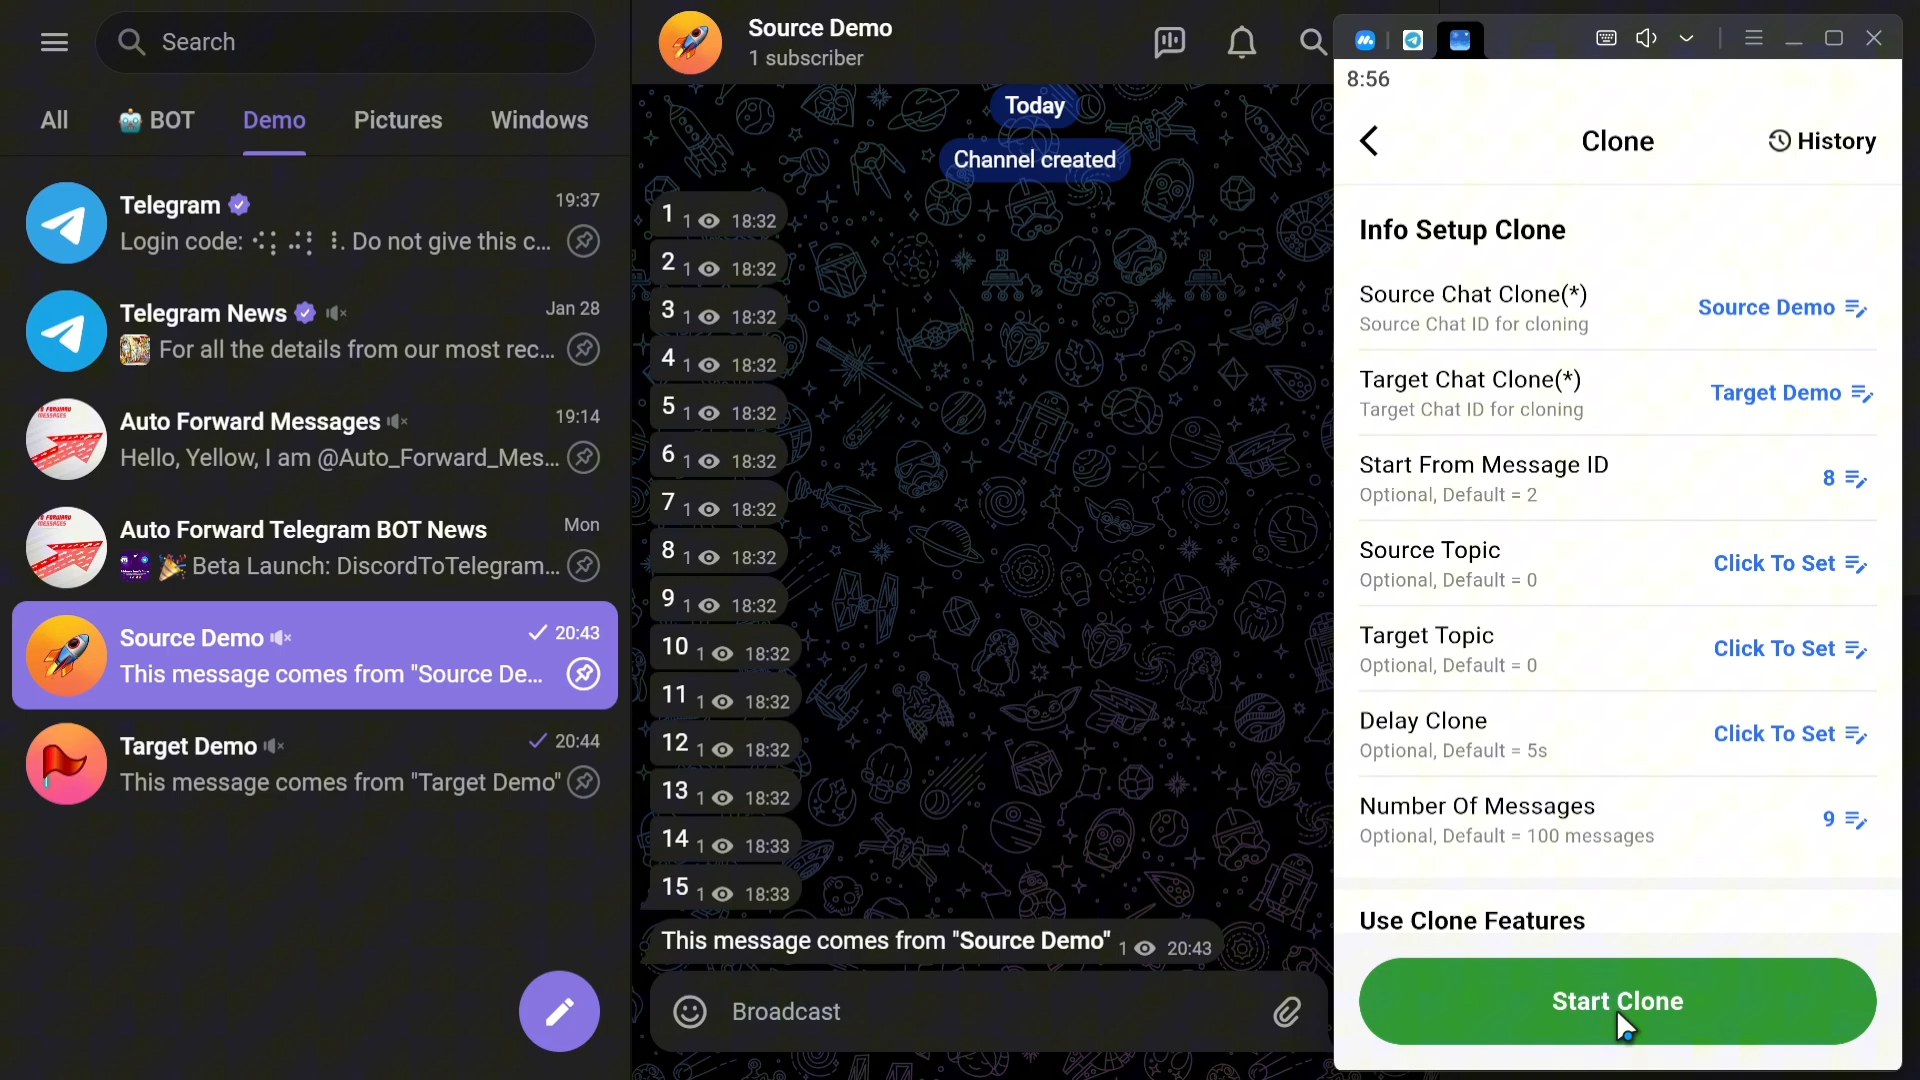 Search
All
BOT
Demo
Pictures
Windows
Telegram
19:37
Login code: . Do not give this c...
Telegram News
Jan 28
For all the details from our most rec...
Auto Forward Messages
19:14
Hello, Yellow, I am @Auto_Forward_Mes...
Auto Forward Telegram BOT News
Mon
Beta Launch: DiscordToTelegram...
Source Demo
20:43
This message comes from "Source De...
Target Demo
20:44
This message comes from "Target Demo"
Source Demo
1 subscriber
Today
Channel created
1 1 18:32
2 1 18:32
3 1 18:32
4 1 18:32
5 1 18:32
6 1 18:32
7 1 18:32
8 1 18:32
9 1 18:32
10 1 18:32
11 1 18:32
12 1 18:32
13 1 18:32
14 1 18:33
15 1 18:33
This message comes from "Source Demo" 1 20:43
Broadcast
8:56
Clone
History
Info Setup Clone
Source Chat Clone(*)
Source Chat ID for cloning
Source Demo
Target Chat Clone(*)
Target Chat ID for cloning
Target Demo
Start From Message ID
Optional, Default = 2
8
Source Topic
Optional, Default = 0
Click To Set
Target Topic
Optional, Default = 0
Click To Set
Delay Clone
Optional, Default = 5s
Click To Set
Number Of Messages
Optional, Default = 100 messages
9
Use Clone Features
Start Clone